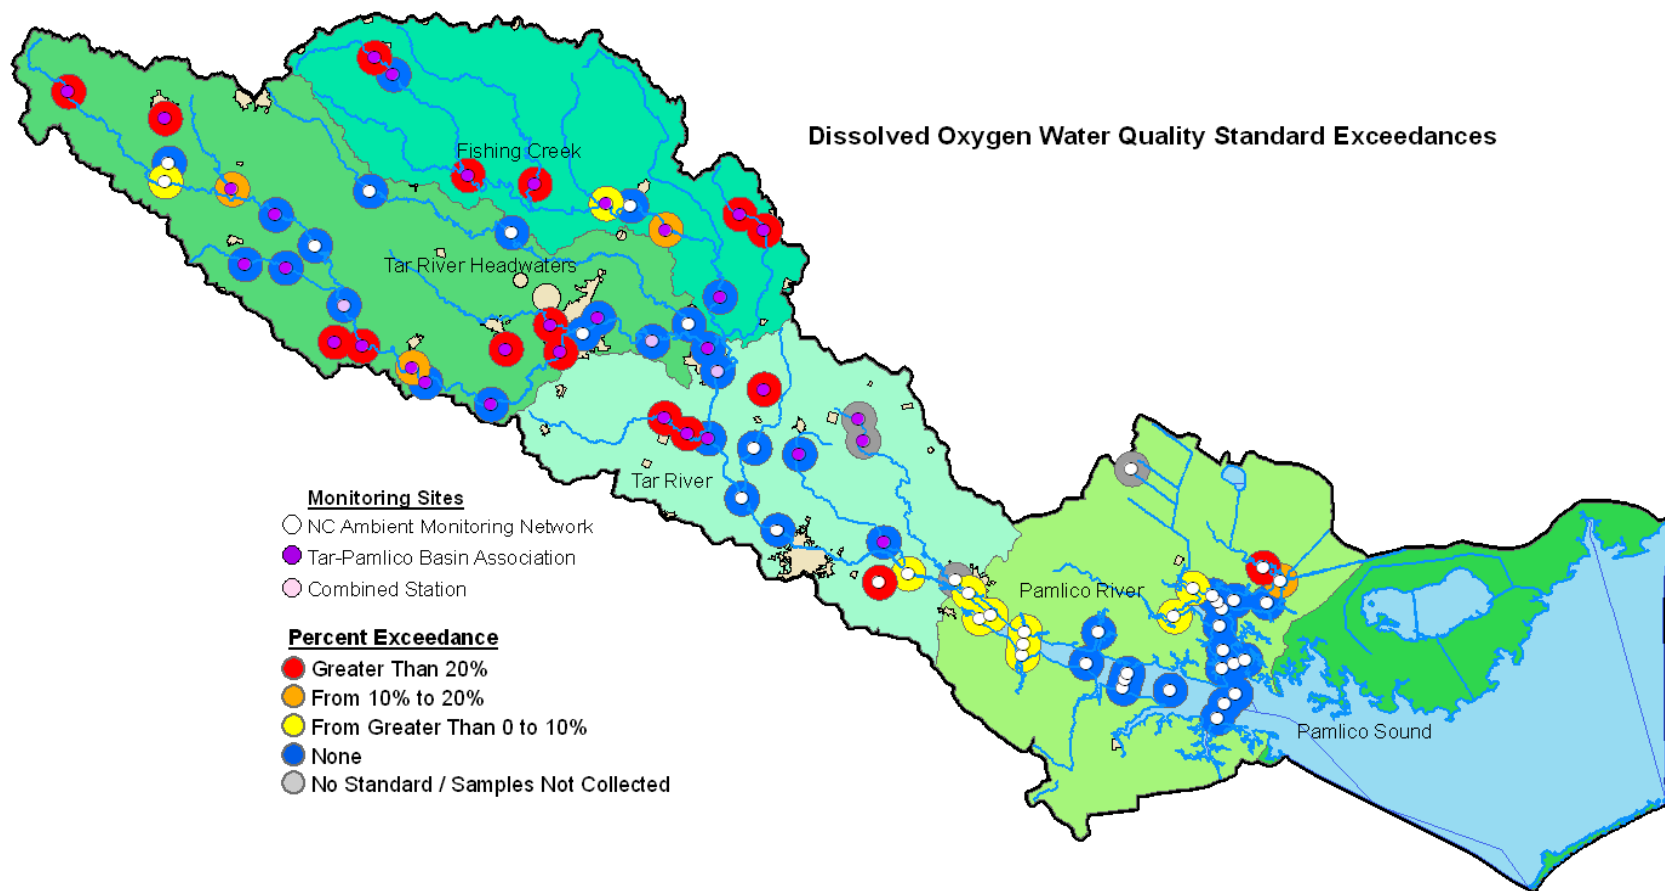 Dissolved Oxygen Water Quality Standard Exceedances
Fishing Creek
Tar River Headwaters
Tar River
Pamlico River
Pamlico Sound
Monitoring Sites
NC Ambient Monitoring Network
Tar-Pamlico Basin Association
Combined Station
Percent Exceedance
Greater Than 20%
From 10% to 20%
From Greater Than 0 to 10%
None
No Standard / Samples Not Collected